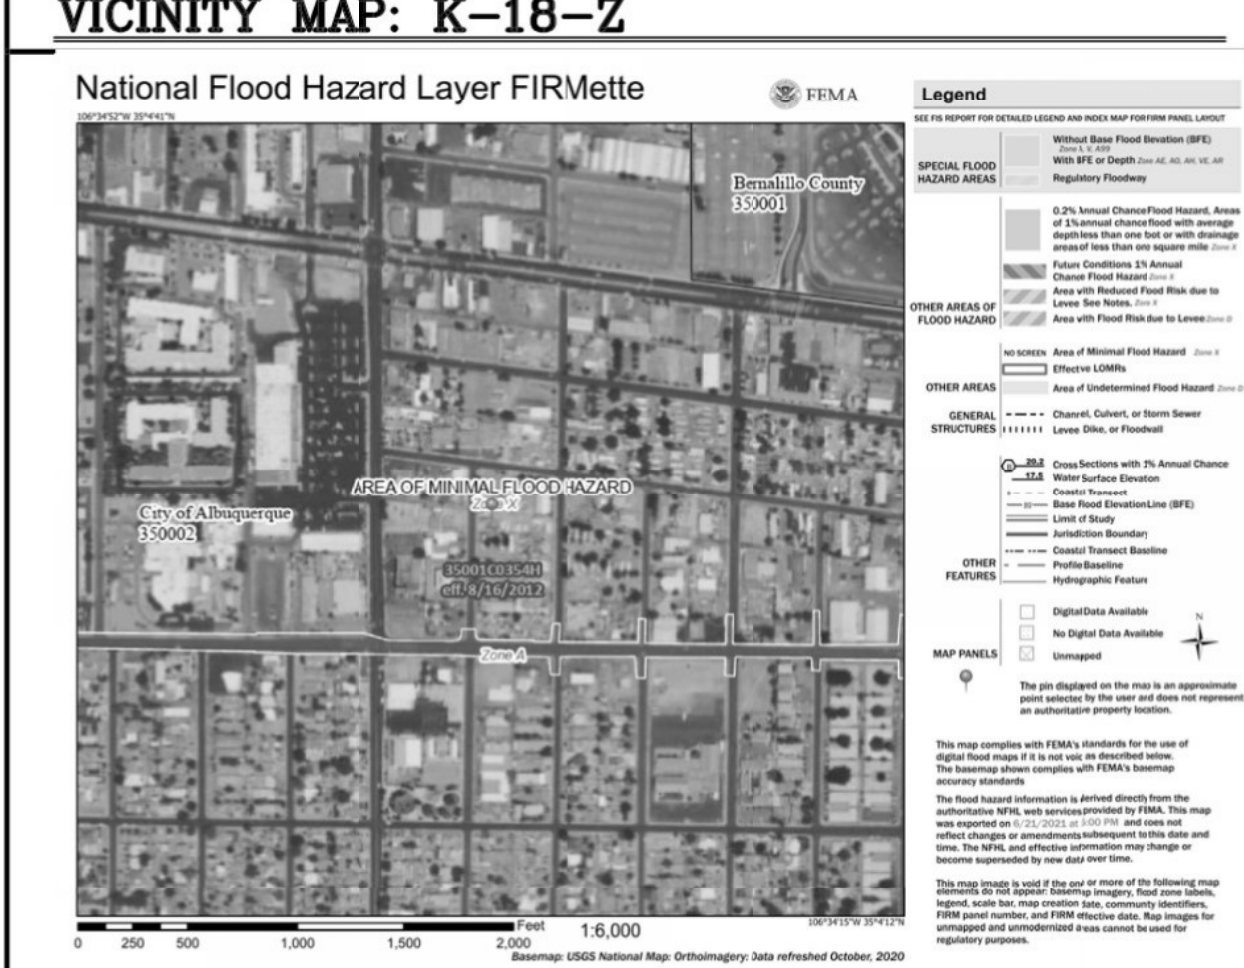 VICINITY MAP: K-18-Z
National Flood Hazard Layer FIRMette
FEMA
106°34'52"W 35°4'41"N
Bernalillo County
350001
AREA OF MINIMAL FLOOD HAZARD
Zone X
City of Albuquerque
350002
35001C0354H
eff. 8/16/2012
Zone A
0 250 500 1,000 1,500 2,000 Feet
1:6,000
106°34'15"W 35°4'12"N
Basemap: USGS National Map: Orthoimagery: Data refreshed October, 2020
Legend
SEE FIS REPORT FOR DETAILED LEGEND AND INDEX MAP FOR FIRM PANEL LAYOUT
SPECIAL FLOOD
HAZARD AREAS
Without Base Flood Elevation (BFE)
Zone A, V, A99
With BFE or Depth Zone AE, AO, AH, VE, AR
Regulatory Floodway
0.2% Annual Chance Flood Hazard, Areas
of 1% annual chance flood with average
depth less than one foot or with drainage
areas of less than one square mile Zone X
Future Conditions 1% Annual
Chance Flood Hazard Zone X
Area with Reduced Flood Risk due to
Levee See Notes. Zone X
Area with Flood Risk due to Levee Zone D
OTHER AREAS OF
FLOOD HAZARD
NO SCREEN Area of Minimal Flood Hazard Zone X
Effective LOMRs
OTHER AREAS
Area of Undetermined Flood Hazard Zone D
GENERAL
STRUCTURES
Channel, Culvert, or Storm Sewer
Levee Dike, or Floodwall
20.2 Cross Sections with 1% Annual Chance
17.5 Water Surface Elevation
Coastal Transect
Base Flood Elevation Line (BFE)
Limit of Study
Jurisdiction Boundary
Coastal Transect Baseline
OTHER
FEATURES
Profile Baseline
Hydrographic Feature
Digital Data Available
No Digital Data Available
Unmapped
MAP PANELS
N
The pin displayed on the map is an approximate
point selected by the user and does not represent
an authoritative property location.
This map complies with FEMA's standards for the use of
digital flood maps if it is not void as described below.
The basemap shown complies with FEMA's basemap
accuracy standards
The flood hazard information is derived directly from the
authoritative NFHL web services provided by FEMA. This map
was exported on 6/21/2021 at 5:00 PM and does not
reflect changes or amendments subsequent to this date and
time. The NFHL and effective information may change or
become superseded by new data over time.
This map image is void if the one or more of the following map
elements do not appear: basemap imagery, flood zone labels,
legend, scale bar, map creation date, community identifiers,
FIRM panel number, and FIRM effective date. Map images for
unmapped and unmodernized areas cannot be used for
regulatory purposes.